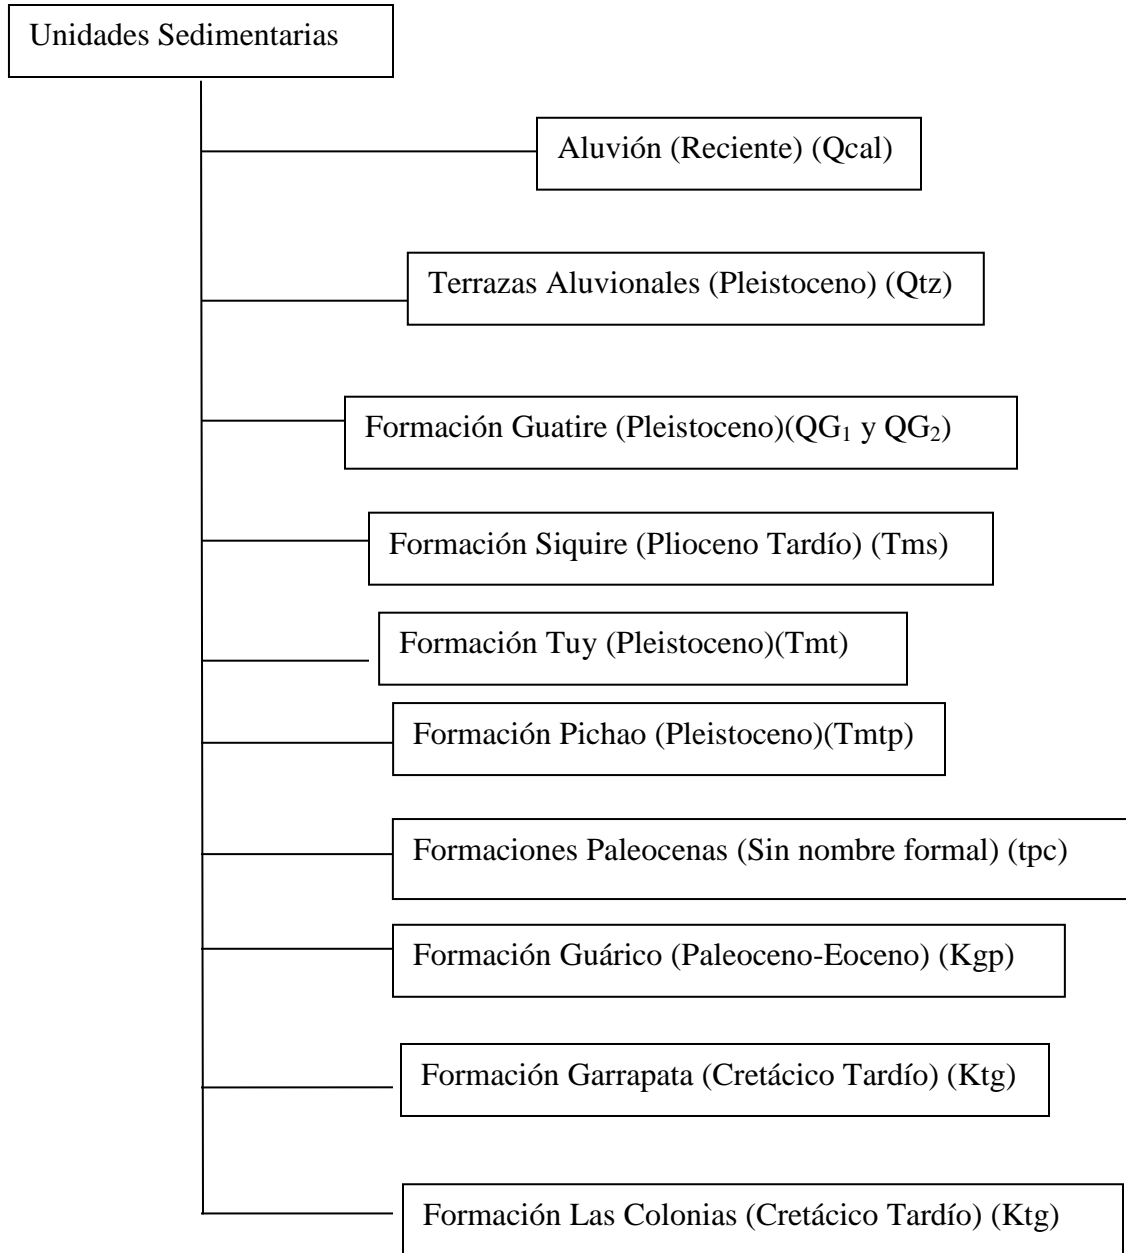 Unidades Sedimentarias
Aluvión (Reciente) (Qcal)
Terrazas Aluvionales (Pleistoceno) (Qtz)
Formación Guatire (Pleistoceno)(QG₁ y QG₂)
Formación Siquire (Plioceno Tardío) (Tms)
Formación Tuy (Pleistoceno)(Tmt)
Formación Pichao (Pleistoceno)(Tmtp)
Formaciones Paleocenas (Sin nombre formal) (tpc)
Formación Guárico (Paleoceno-Eoceno) (Kgp)
Formación Garrapata (Cretácico Tardío) (Ktg)
Formación Las Colonias (Cretácico Tardío) (Ktg)